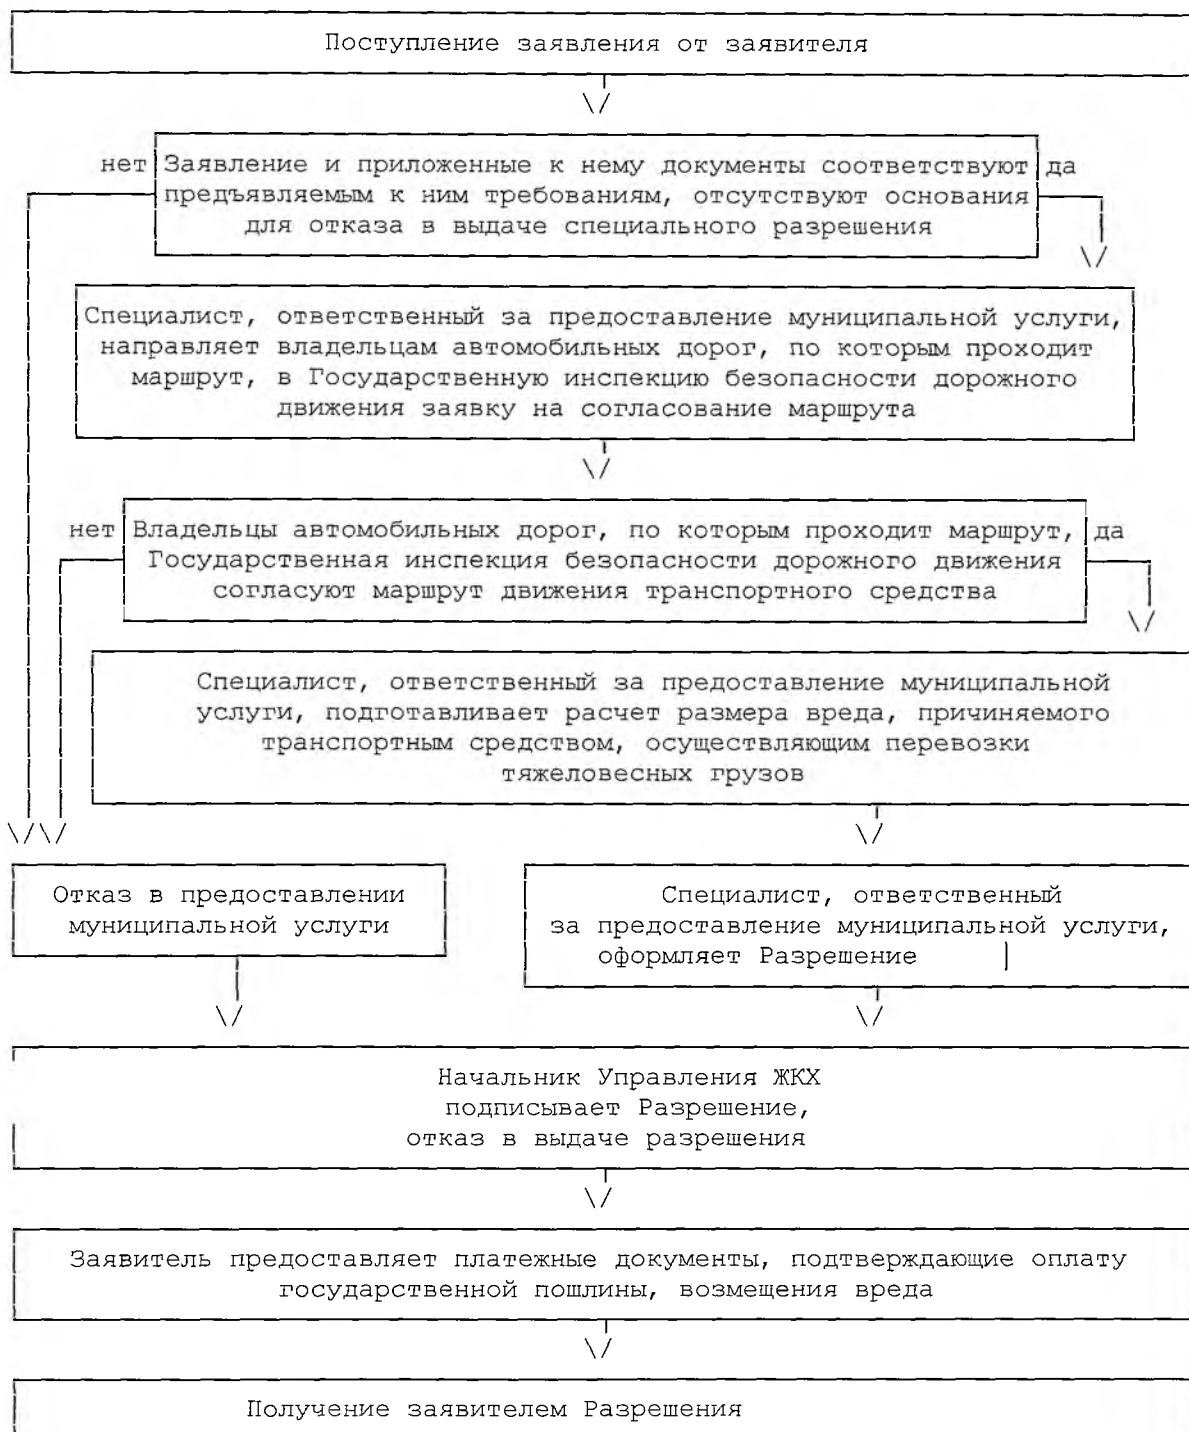 Поступление заявления от заявителя
нет Заявление и приложенные к нему документы соответствуют да
предъявляемым к ним требованиям, отсутствуют основания
для отказа в выдаче специального разрешения
Специалист, ответственный за предоставление муниципальной услуги,
направляет владельцам автомобильных дорог, по которым проходит
маршрут, в Государственную инспекцию безопасности дорожного
движения заявку на согласование маршрута
нет Владельцы автомобильных дорог, по которым проходит маршрут, да
Государственная инспекция безопасности дорожного движения
согласуют маршрут движения транспортного средства
Специалист, ответственный за предоставление муниципальной
услуги, подготавливает расчет размера вреда, причиняемого
транспортным средством, осуществляющим перевозки
тяжеловесных грузов
Отказ в предоставлении
муниципальной услуги
Специалист, ответственный
за предоставление муниципальной услуги,
оформляет Разрешение
Начальник Управления ЖКХ
подписывает Разрешение,
отказ в выдаче разрешения
Заявитель предоставляет платежные документы, подтверждающие оплату
государственной пошлины, возмещения вреда
Получение заявителем Разрешения